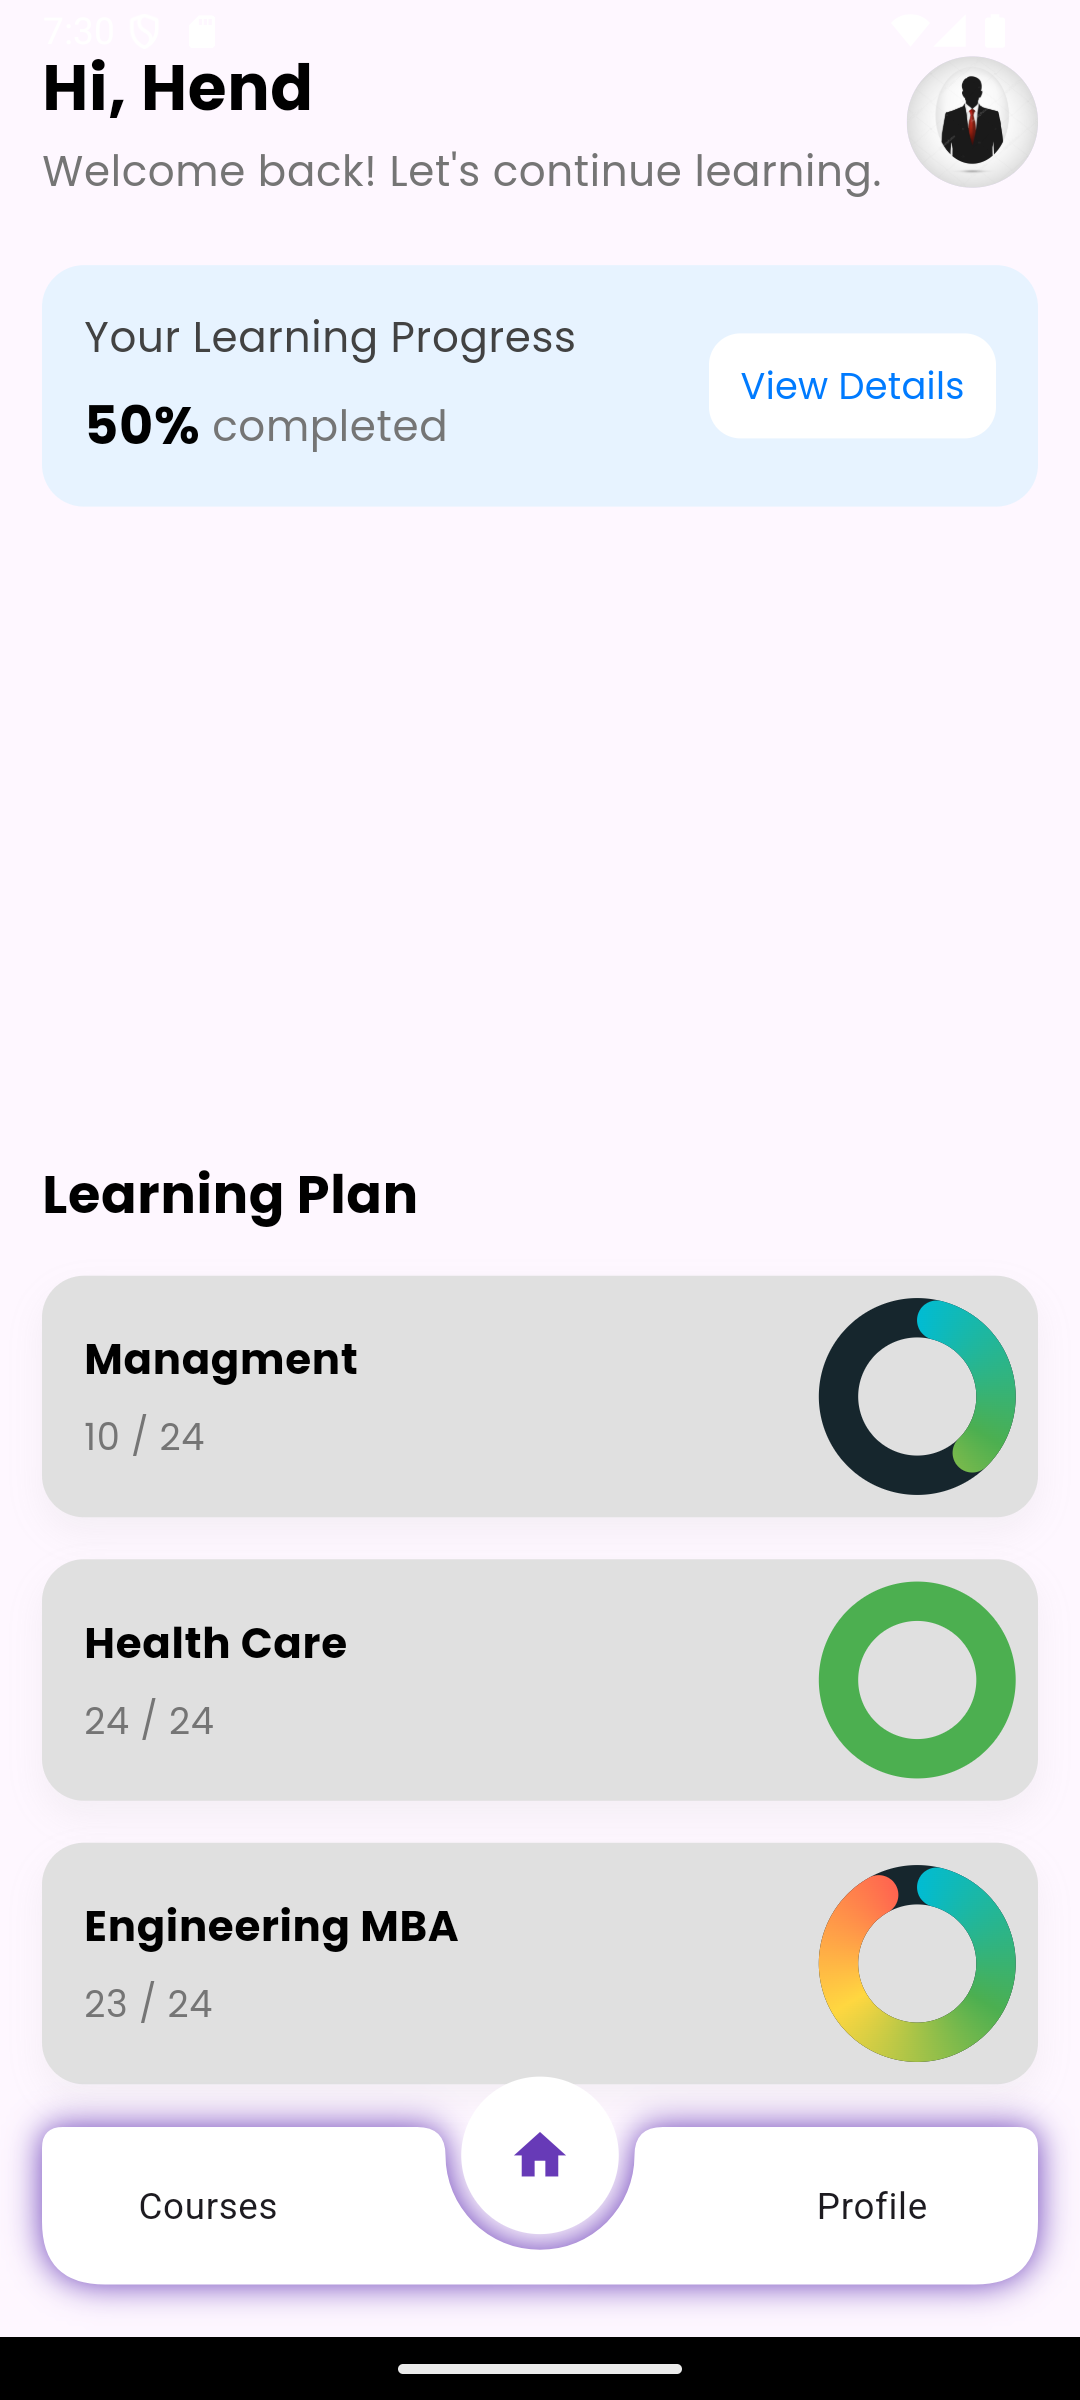 7:30
Hi, Hend
Welcome back! Let's continue learning.
Your Learning Progress
50% completed
View Details
Learning Plan
Managment
10 / 24
Health Care
24 / 24
Engineering MBA
23 / 24
Courses
Profile